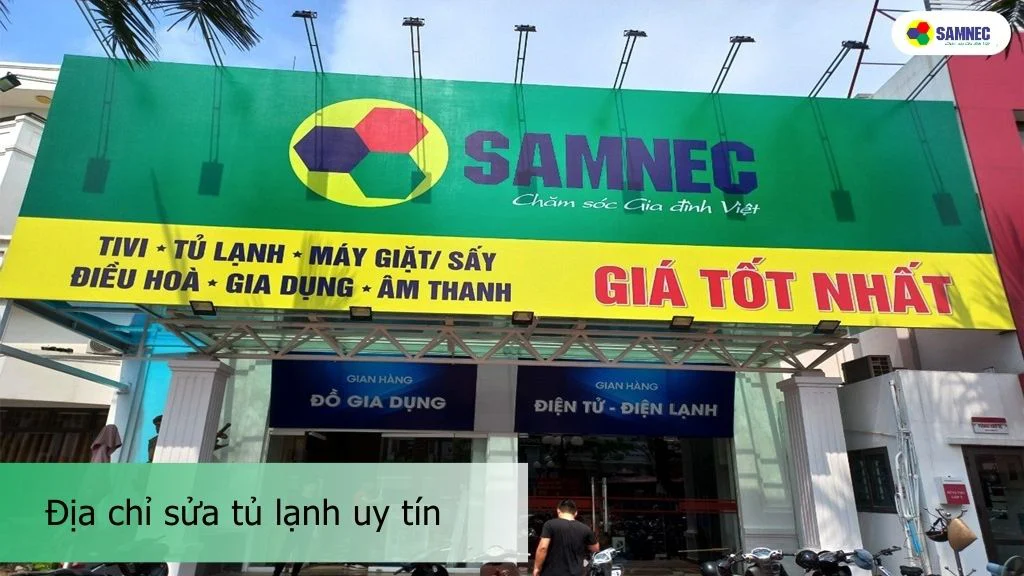 SAMNEC
SAMNEC
Chăm sóc Gia đình Việt
TIVI * TỦ LẠNH * MÁY GIẶT/ SẤY
ĐIỀU HOÀ * GIA DỤNG * ÂM THANH
GIÁ TỐT NHẤT
GIAN HÀNG
ĐỒ GIA DỤNG
GIAN HÀNG
ĐIỆN TỬ - ĐIỆN LẠNH
Địa chỉ sửa tủ lạnh uy tín